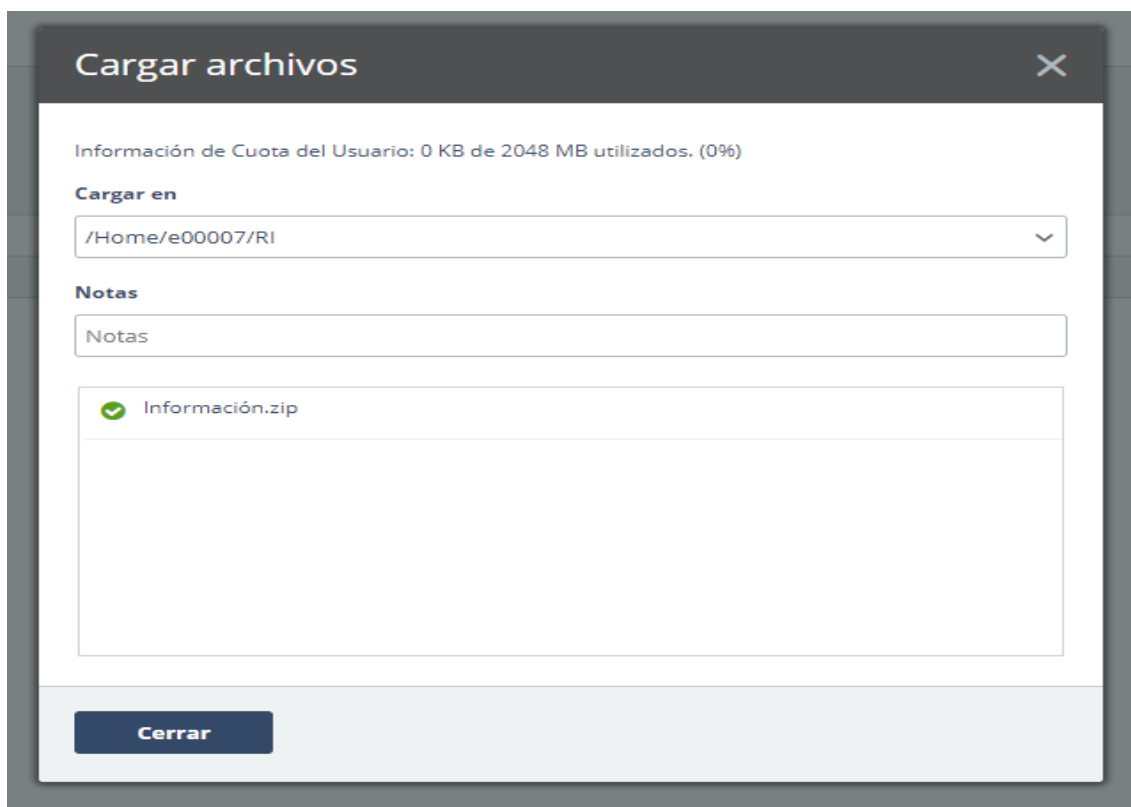 Cargar archivos
Información de Cuota del Usuario: 0 KB de 2048 MB utilizados. (0%)
Cargar en
/Home/e00007/RI
Notas
Notas
Información.zip
Cerrar